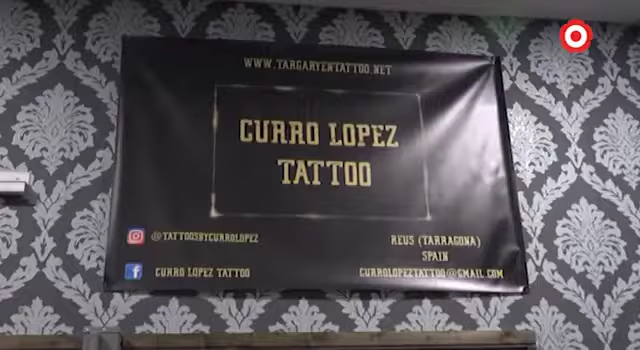 WWW.TARGARYENTATTOO.NET
CURRO LOPEZ
TATTOO
@TATTOOSBYCURROLOPEZ
CURRO LOPEZ TATTOO
REUS (TARRAGONA)
SPAIN
CURROLOPEZTATTOO@GMAIL.COM